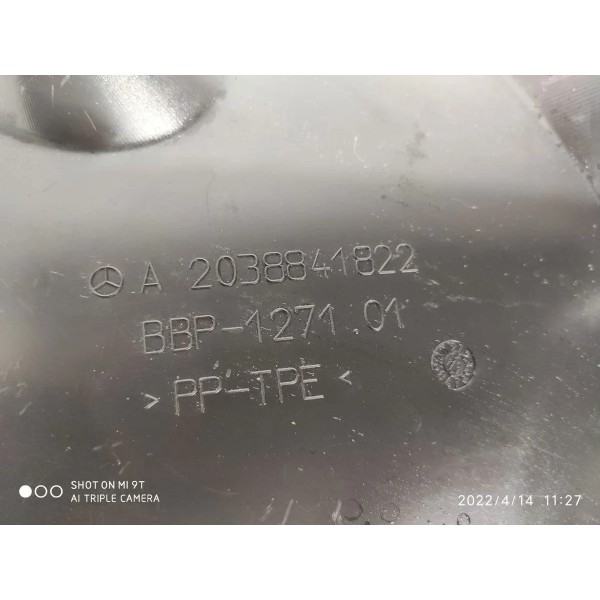 A 2038841822
BBP-1271.01
> PP-TPE <
SHOT ON MI 9T
AI TRIPLE CAMERA
2022/4/14 11:27